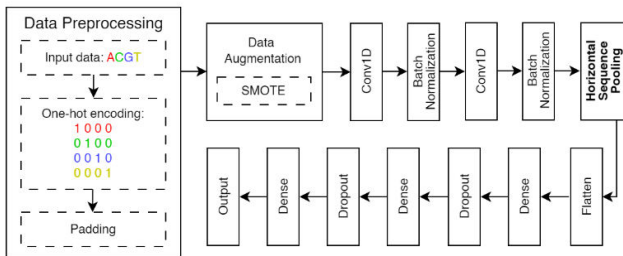 Data Preprocessing
Input data: ACGT
One-hot encoding:
1 0 0 0
0 1 0 0
0 0 1 0
0 0 0 1
Padding
Data
Augmentation
SMOTE
Conv1D
Batch
Normalization
Conv1D
Batch
Normalization
Horizontal
Sequence
Pooling
Flatten
Dense
Dropout
Dense
Dropout
Dense
Output